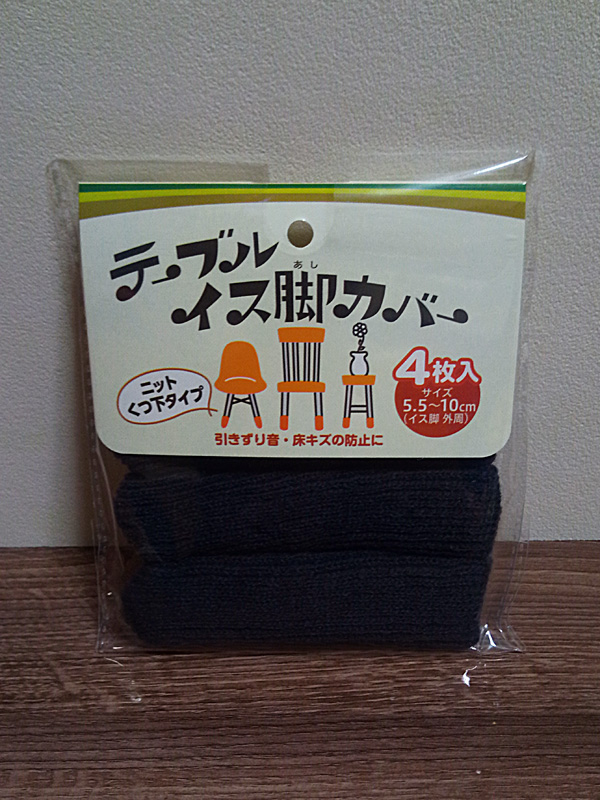 テーブル
イス脚カバー
あし
ニット
くつ下タイプ
4枚入
サイズ
5.5～10cm
(イス脚 外周)
引きずり音・床キズの防止に